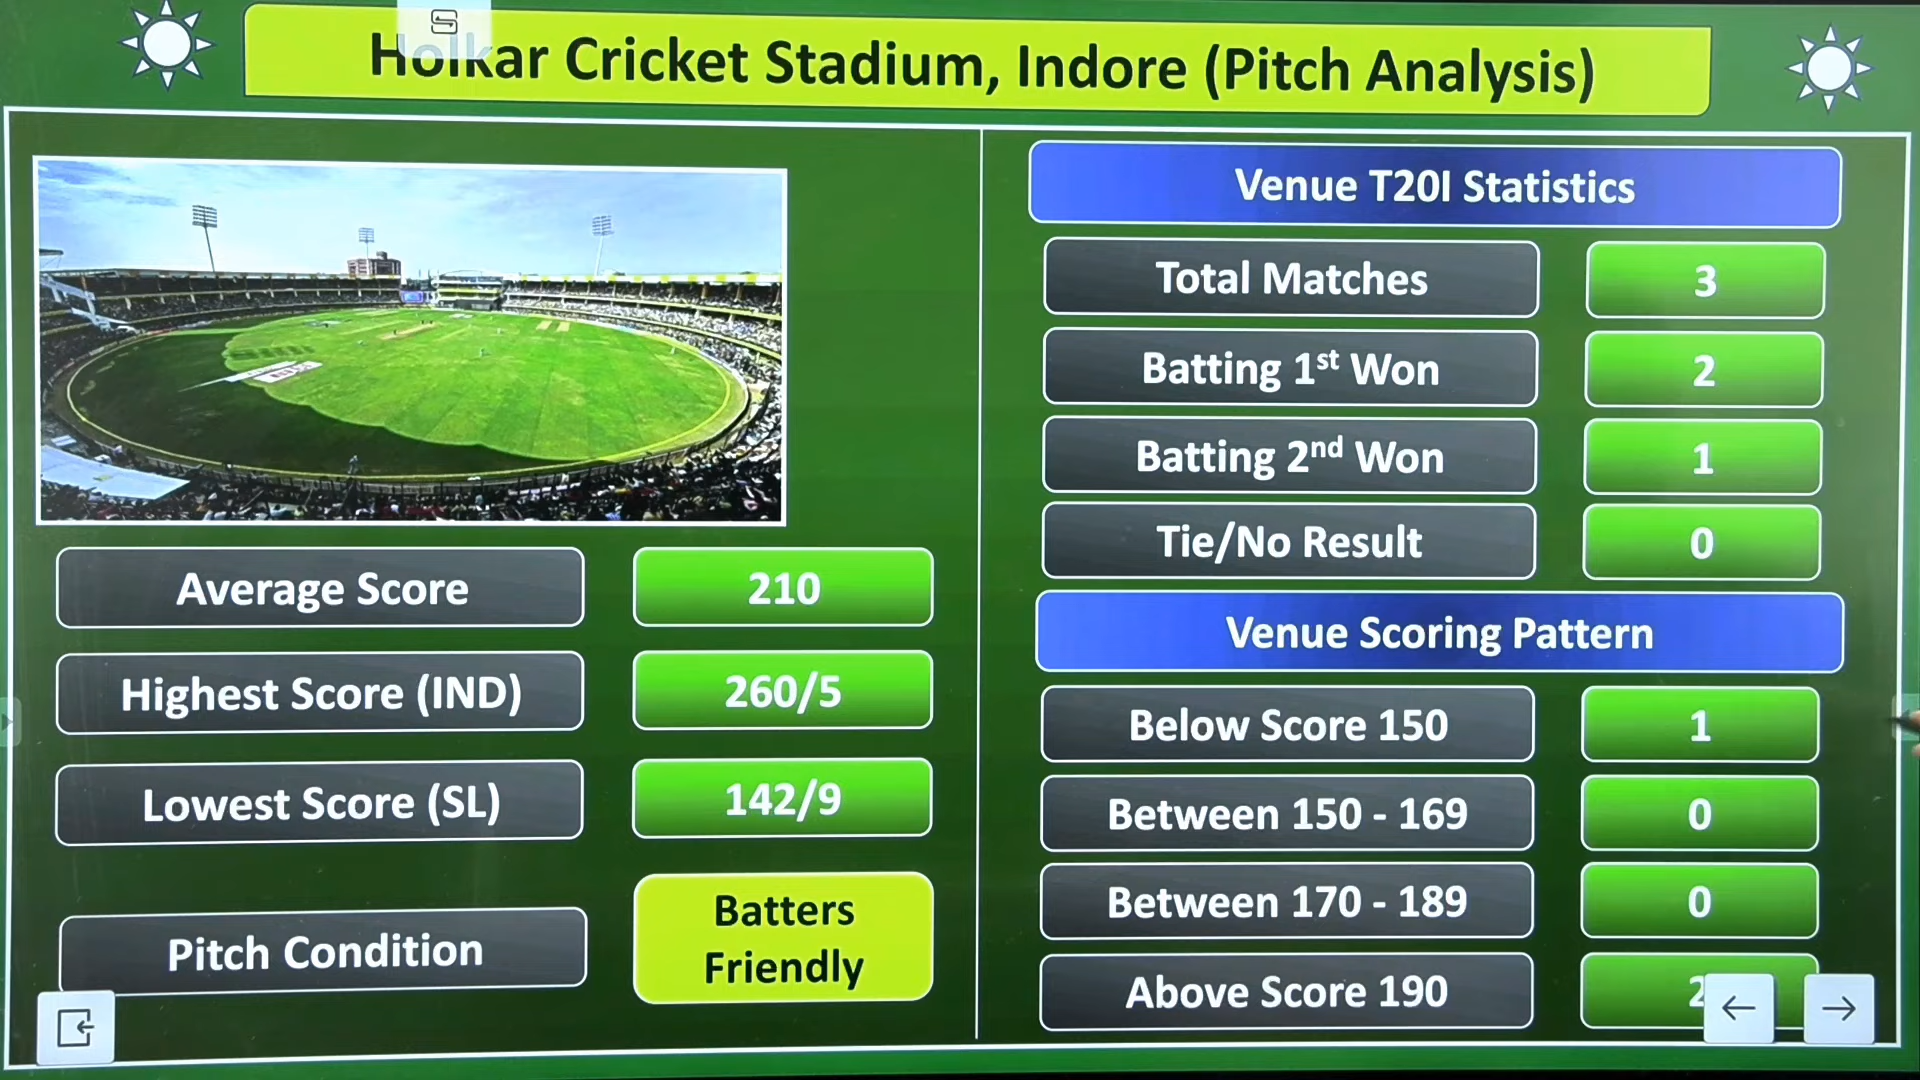 Holkar Cricket Stadium, Indore (Pitch Analysis)
Average Score 210
Highest Score (IND) 260/5
Lowest Score (SL) 142/9
Pitch Condition
Batters
Friendly
Venue T20I Statistics
Total Matches 3
Batting 1st Won 2
Batting 2nd Won 1
Tie/No Result 0
Venue Scoring Pattern
Below Score 150 1
Between 150 - 169 0
Between 170 - 189 0
Above Score 190 2